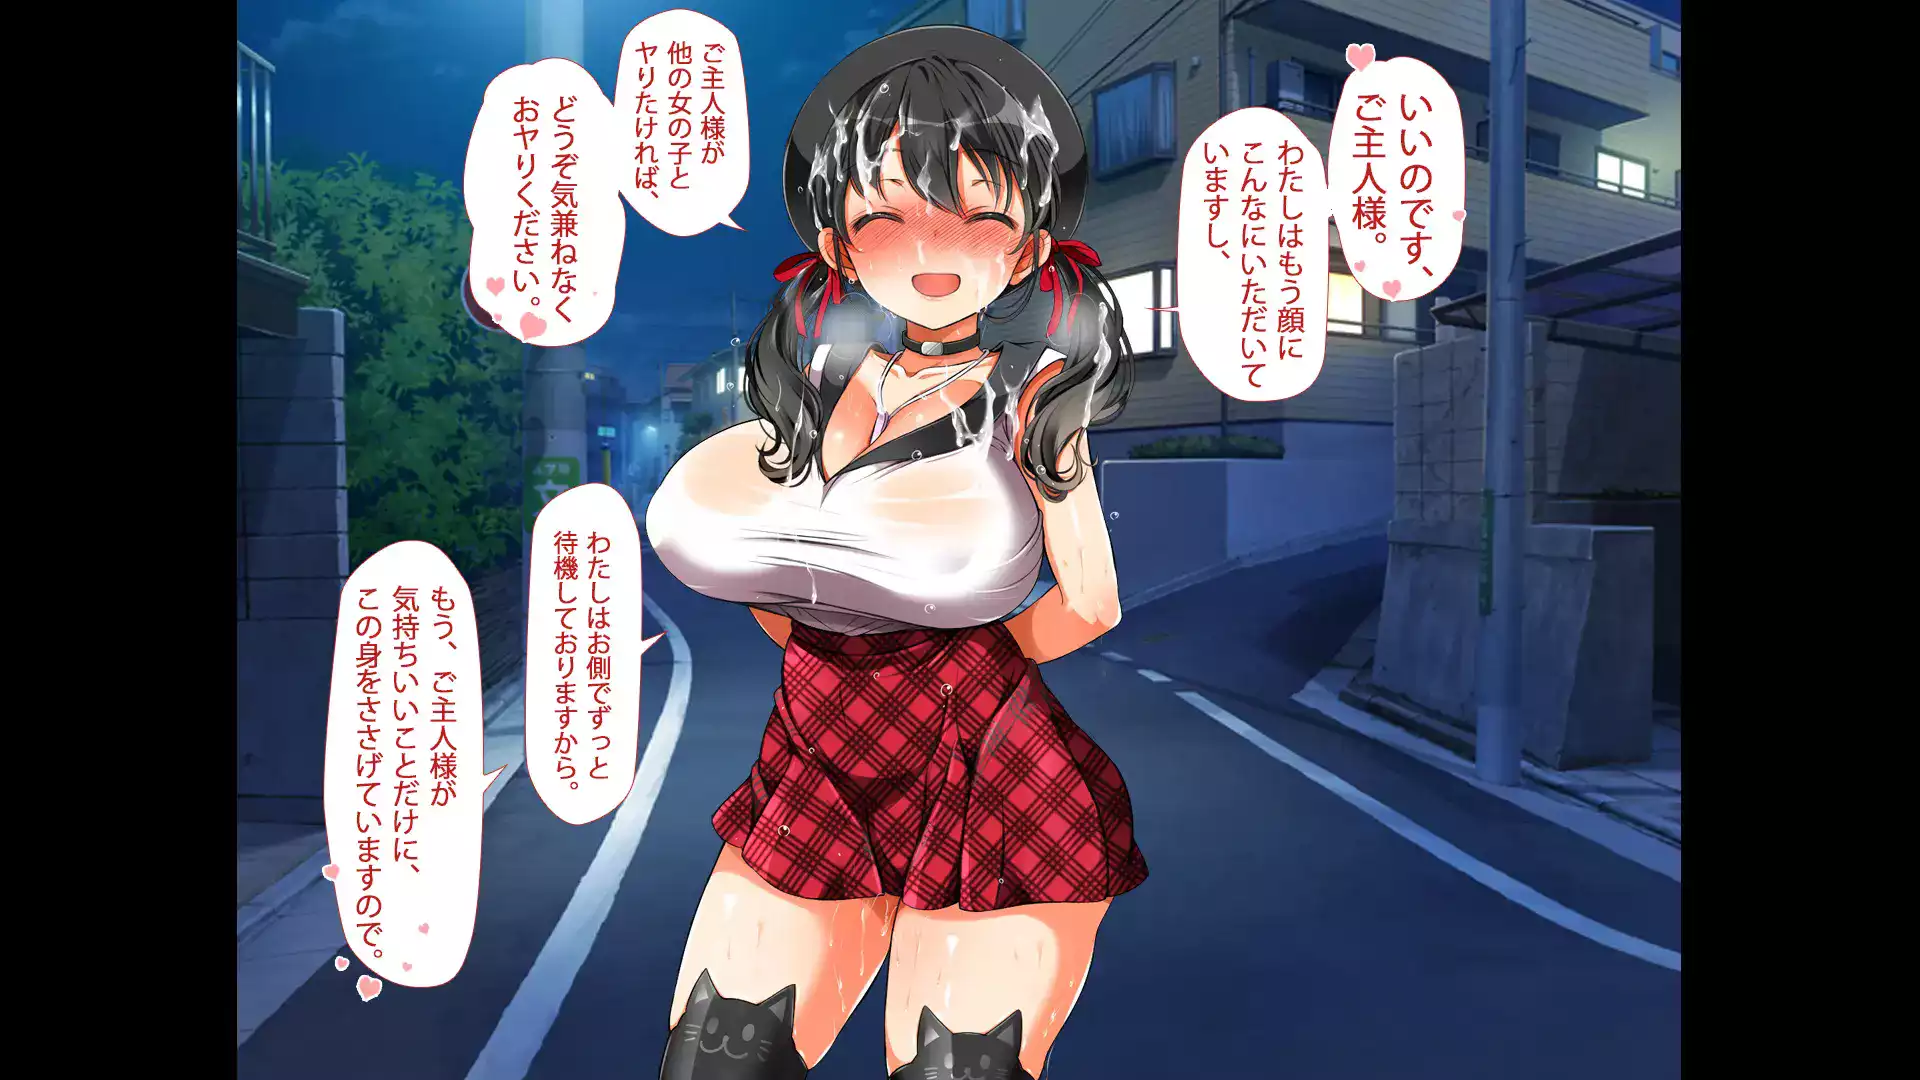 いいのです、
ご主人様。
わたしはもう顔に
こんなにいただいて
いますし、
ご主人様が
他の女の子と
ヤりたければ、
どうぞ気兼ねなく
おヤりください。
わたしはお側でずっと
待機しておりますから。
もう、ご主人様が
気持ちいいことだけに、
この身をささげていますので。
文